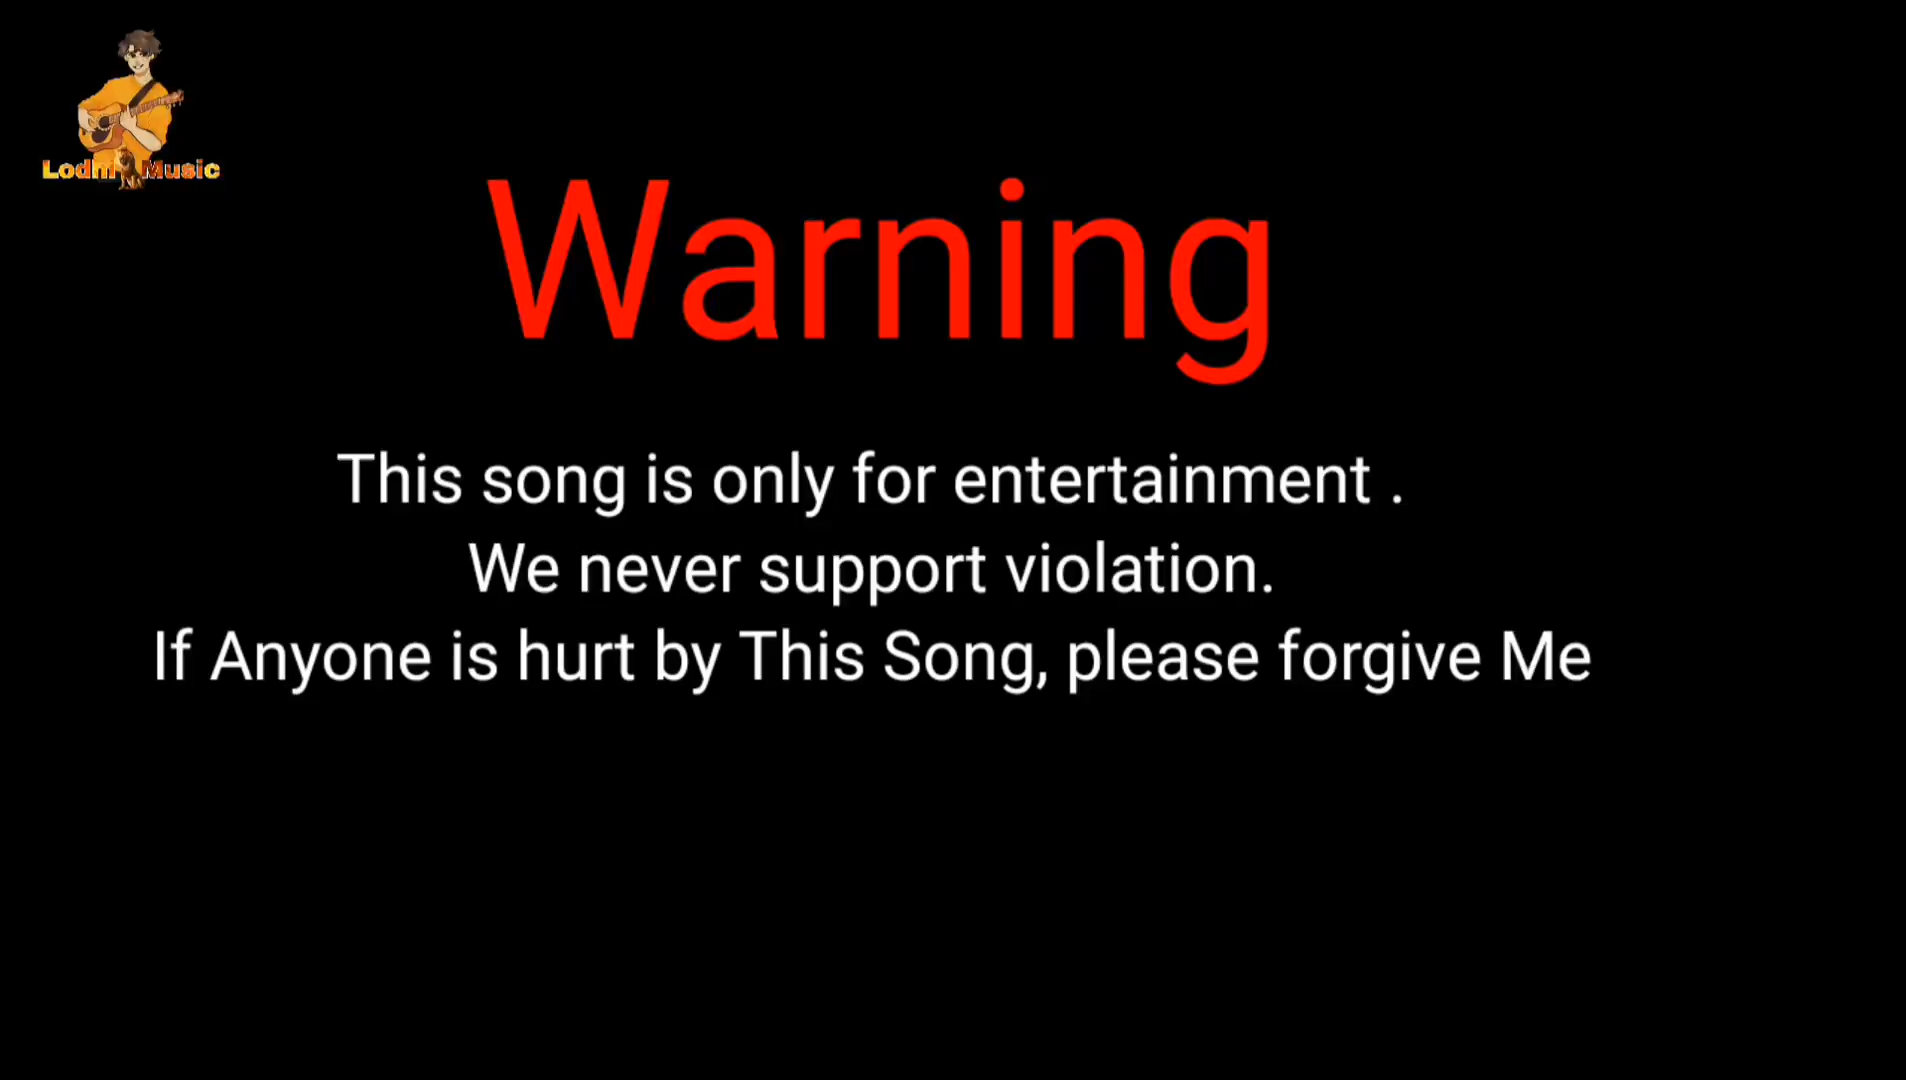 Music
Warning
This song is only for entertainment .
We never support violation.
If Anyone is hurt by This Song, please forgive Me